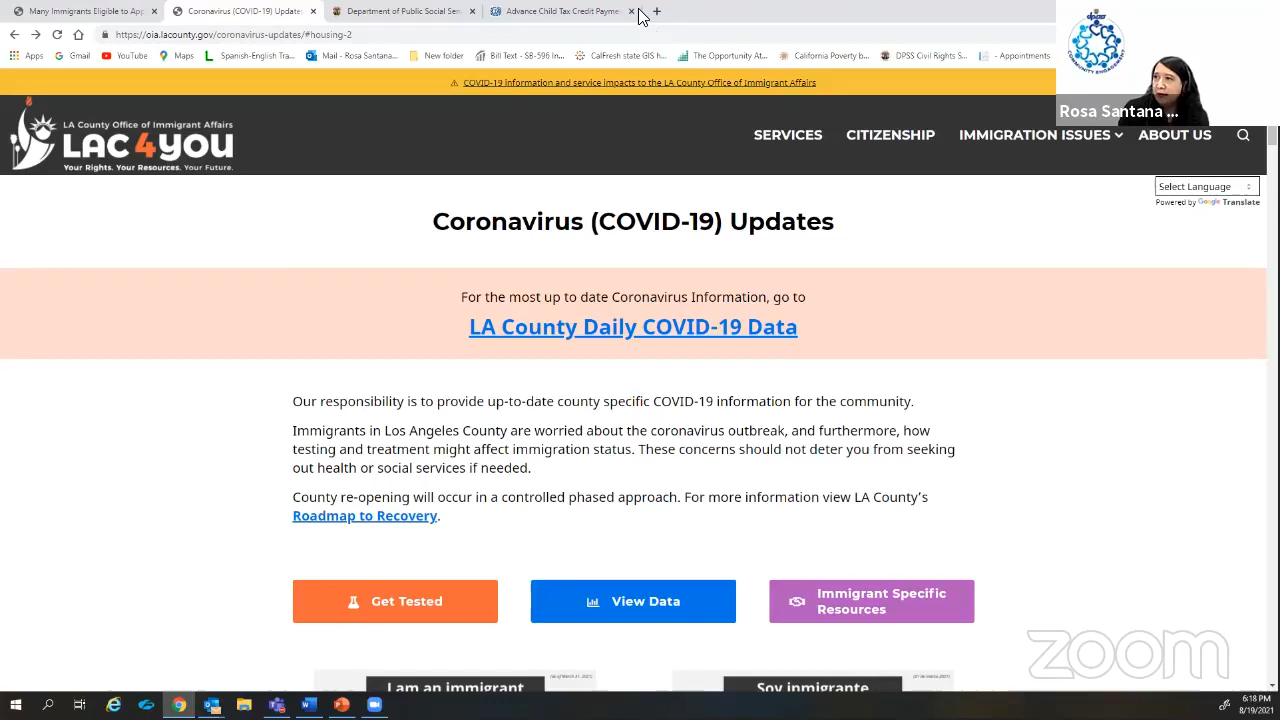 Many Immigrants Eligible to App
Coronavirus (COVID-19) Update
Department of Public Social Ser
Advance Child Tax Credit Payme
https://oia.lacounty.gov/coronavirus-updates/#housing-2
Apps
Gmail
YouTube
Maps
Spanish-English Tra...
Mail - Rosa Santan...
New folder
Bill Text - SB-596 In...
CalFresh state GIS h...
The Opportunity At...
California Poverty b...
DPSS Civil Rights S...
- Appointments
dpss
COMMUNITY ENGAGEMENT
Rosa Santana ...
COVID-19 information and service impacts to the LA County Office of Immigrant Affairs
LA County Office of Immigrant Affairs
LAC4YOU
Your Rights. Your Resources. Your Future.
SERVICES
CITIZENSHIP
IMMIGRATION ISSUES
ABOUT US
Select Language
Powered by Google Translate
Coronavirus (COVID-19) Updates
For the most up to date Coronavirus Information, go to
LA County Daily COVID-19 Data
Our responsibility is to provide up-to-date county specific COVID-19 information for the community.
Immigrants in Los Angeles County are worried about the coronavirus outbreak, and furthermore, how
testing and treatment might affect immigration status. These concerns should not deter you from seeking
out health or social services if needed.
County re-opening will occur in a controlled phased approach. For more information view LA County's
Roadmap to Recovery.
Get Tested
View Data
Immigrant Specific
Resources
zoom
(as of March 31, 2021)
I am an immigrant
Soy inmigrante
6:18 PM
8/19/2021